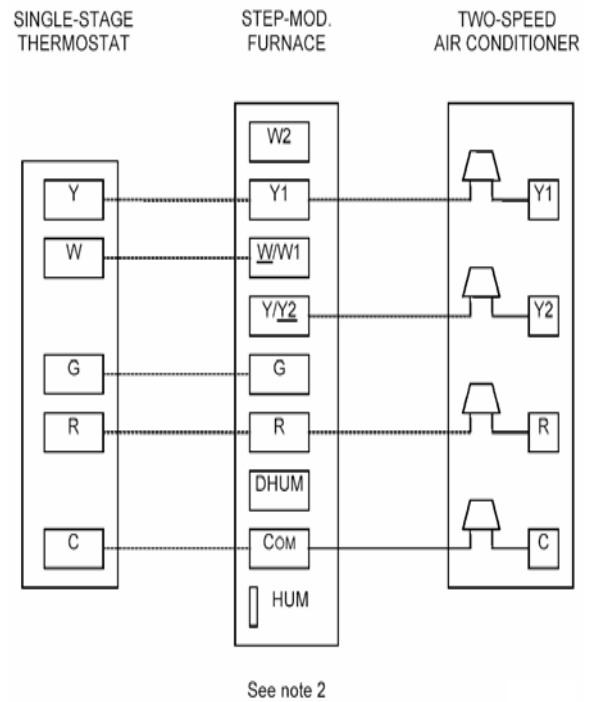 SINGLE-STAGE
THERMOSTAT
STEP-MOD.
FURNACE
TWO-SPEED
AIR CONDITIONER
W2
Y
Y1
Y1
W
W/W1
Y/Y2
Y2
G
G
R
R
R
DHUM
C
COM
C
HUM
See note 2